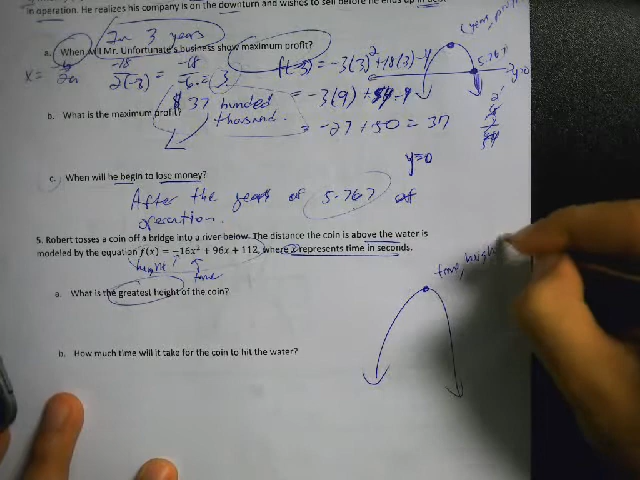 in operation. He realizes his company is on the downturn and wishes to sell before he ends up in
In 3 years
(year, profit)
a. When will Mr. Unfortunate's business show maximum profit?
f(3) = -3(3)² + 18(3) - 4
5.767
y=0
x = -b/2a -18/2(-3) = -18/-6 = 3
$37 hundred
= -3(9) + 54 - 4
b. What is the maximum profit?
thousand.
= -27 + 50 = 37
y=0
c. When will he begin to lose money?
After the years of 5.767 of
operation.
5. Robert tosses a coin off a bridge into a river below. The distance the coin is above the water is
modeled by the equation f(x) = -16x² + 96x + 112, where x represents time in seconds.
height
time
time, height
a. What is the greatest height of the coin?
b. How much time will it take for the coin to hit the water?